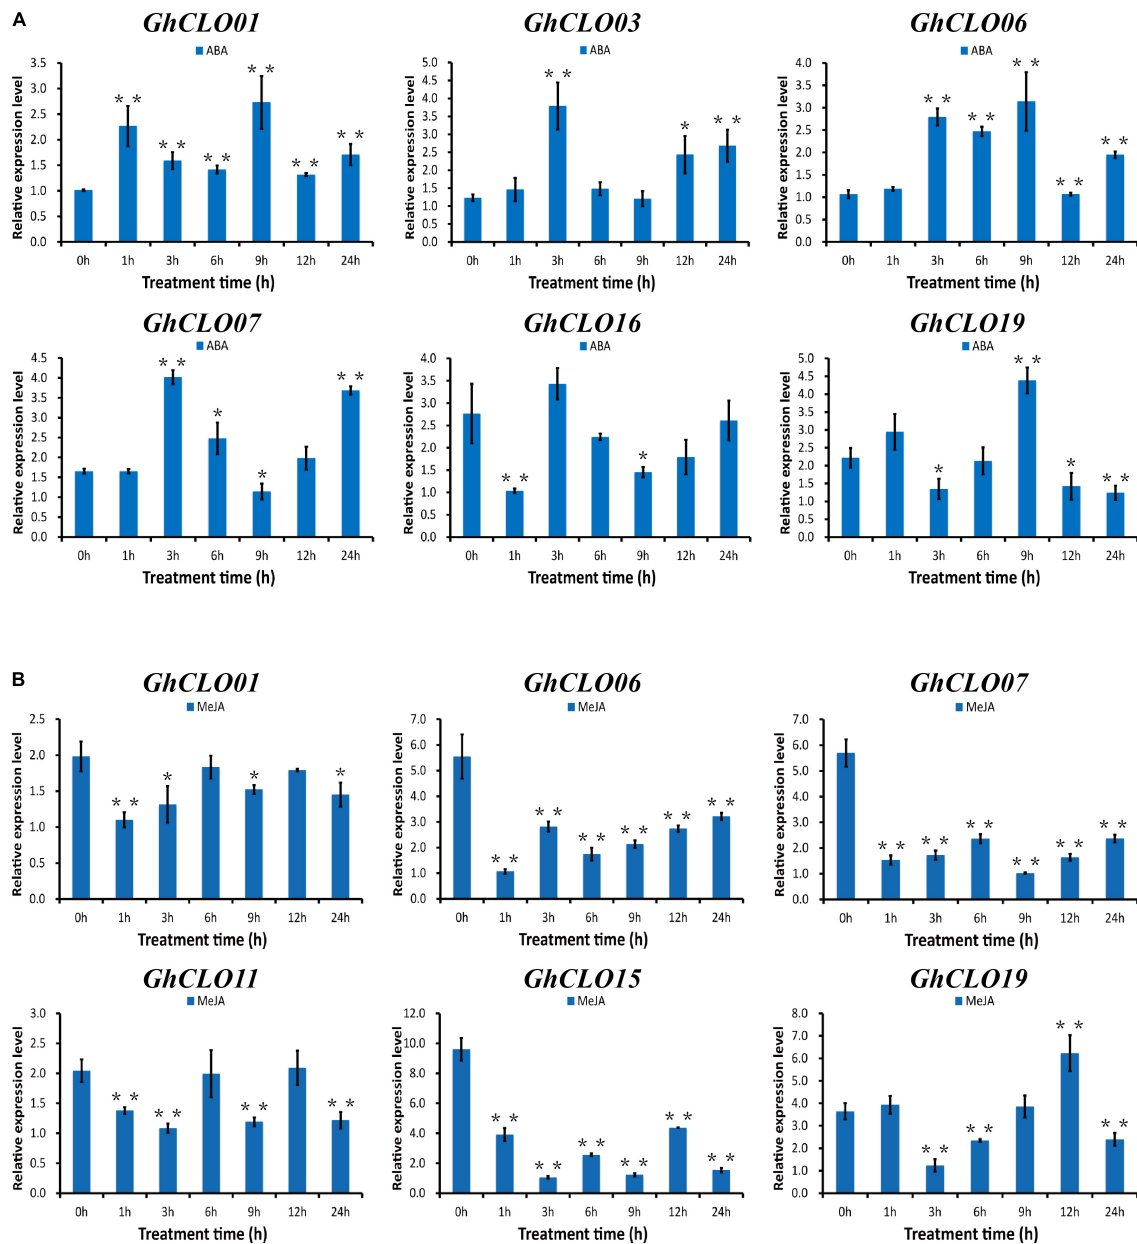 A
GhCLO01
ABA
Relative expression level
3.5
3.0
2.5
2.0
1.5
1.0
0.5
0.0
* *
* *
* *
* *
* *
* *
0h 1h 3h 6h 9h 12h 24h
Treatment time (h)
GhCLO03
ABA
Relative expression level
5.0
4.5
4.0
3.5
3.0
2.5
2.0
1.5
1.0
0.5
0.0
* *
*
* *
0h 1h 3h 6h 9h 12h 24h
Treatment time (h)
GhCLO06
ABA
Relative expression level
4.0
3.5
3.0
2.5
2.0
1.5
1.0
0.5
0.0
* *
* *
* *
* *
* *
0h 1h 3h 6h 9h 12h 24h
Treatment time (h)
GhCLO07
ABA
Relative expression level
4.5
4.0
3.5
3.0
2.5
2.0
1.5
1.0
0.5
0.0
* *
*
*
* *
0h 1h 3h 6h 9h 12h 24h
Treatment time (h)
GhCLO16
ABA
Relative expression level
4.0
3.5
3.0
2.5
2.0
1.5
1.0
0.5
0.0
* *
*
0h 1h 3h 6h 9h 12h 24h
Treatment time (h)
GhCLO19
ABA
Relative expression level
5.0
4.5
4.0
3.5
3.0
2.5
2.0
1.5
1.0
0.5
0.0
*
* *
*
* *
0h 1h 3h 6h 9h 12h 24h
Treatment time (h)
B
GhCLO01
MeJA
Relative expression level
2.5
2.0
1.5
1.0
0.5
0.0
* *
*
*
*
0h 1h 3h 6h 9h 12h 24h
Treatment time (h)
GhCLO06
MeJA
Relative expression level
7.0
6.0
5.0
4.0
3.0
2.0
1.0
0.0
* *
* *
* *
* *
* *
* *
0h 1h 3h 6h 9h 12h 24h
Treatment time (h)
GhCLO07
MeJA
Relative expression level
7.0
6.0
5.0
4.0
3.0
2.0
1.0
0.0
* *
* *
* *
* *
* *
* *
0h 1h 3h 6h 9h 12h 24h
Treatment time (h)
GhCLO11
MeJA
Relative expression level
3.0
2.5
2.0
1.5
1.0
0.5
0.0
* *
* *
* *
* *
0h 1h 3h 6h 9h 12h 24h
Treatment time (h)
GhCLO15
MeJA
Relative expression level
12.0
10.0
8.0
6.0
4.0
2.0
0.0
* *
* *
* *
* *
* *
* *
0h 1h 3h 6h 9h 12h 24h
Treatment time (h)
GhCLO19
MeJA
Relative expression level
8.0
7.0
6.0
5.0
4.0
3.0
2.0
1.0
0.0
* *
* *
* *
* *
0h 1h 3h 6h 9h 12h 24h
Treatment time (h)